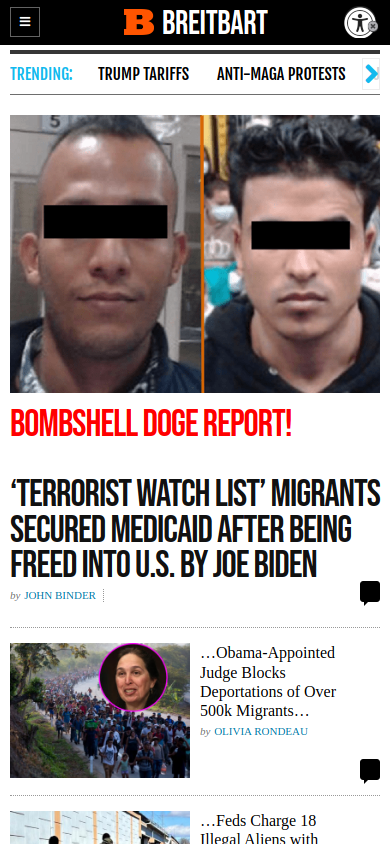 B BREITBART
TRENDING: TRUMP TARIFFS ANTI-MAGA PROTESTS
5
BOMBSHELL DOGE REPORT!
‘TERRORIST WATCH LIST’ MIGRANTS
SECURED MEDICAID AFTER BEING
FREED INTO U.S. BY JOE BIDEN
by JOHN BINDER
…Obama-Appointed
Judge Blocks
Deportations of Over
500k Migrants…
by OLIVIA RONDEAU
…Feds Charge 18
Illegal Aliens with